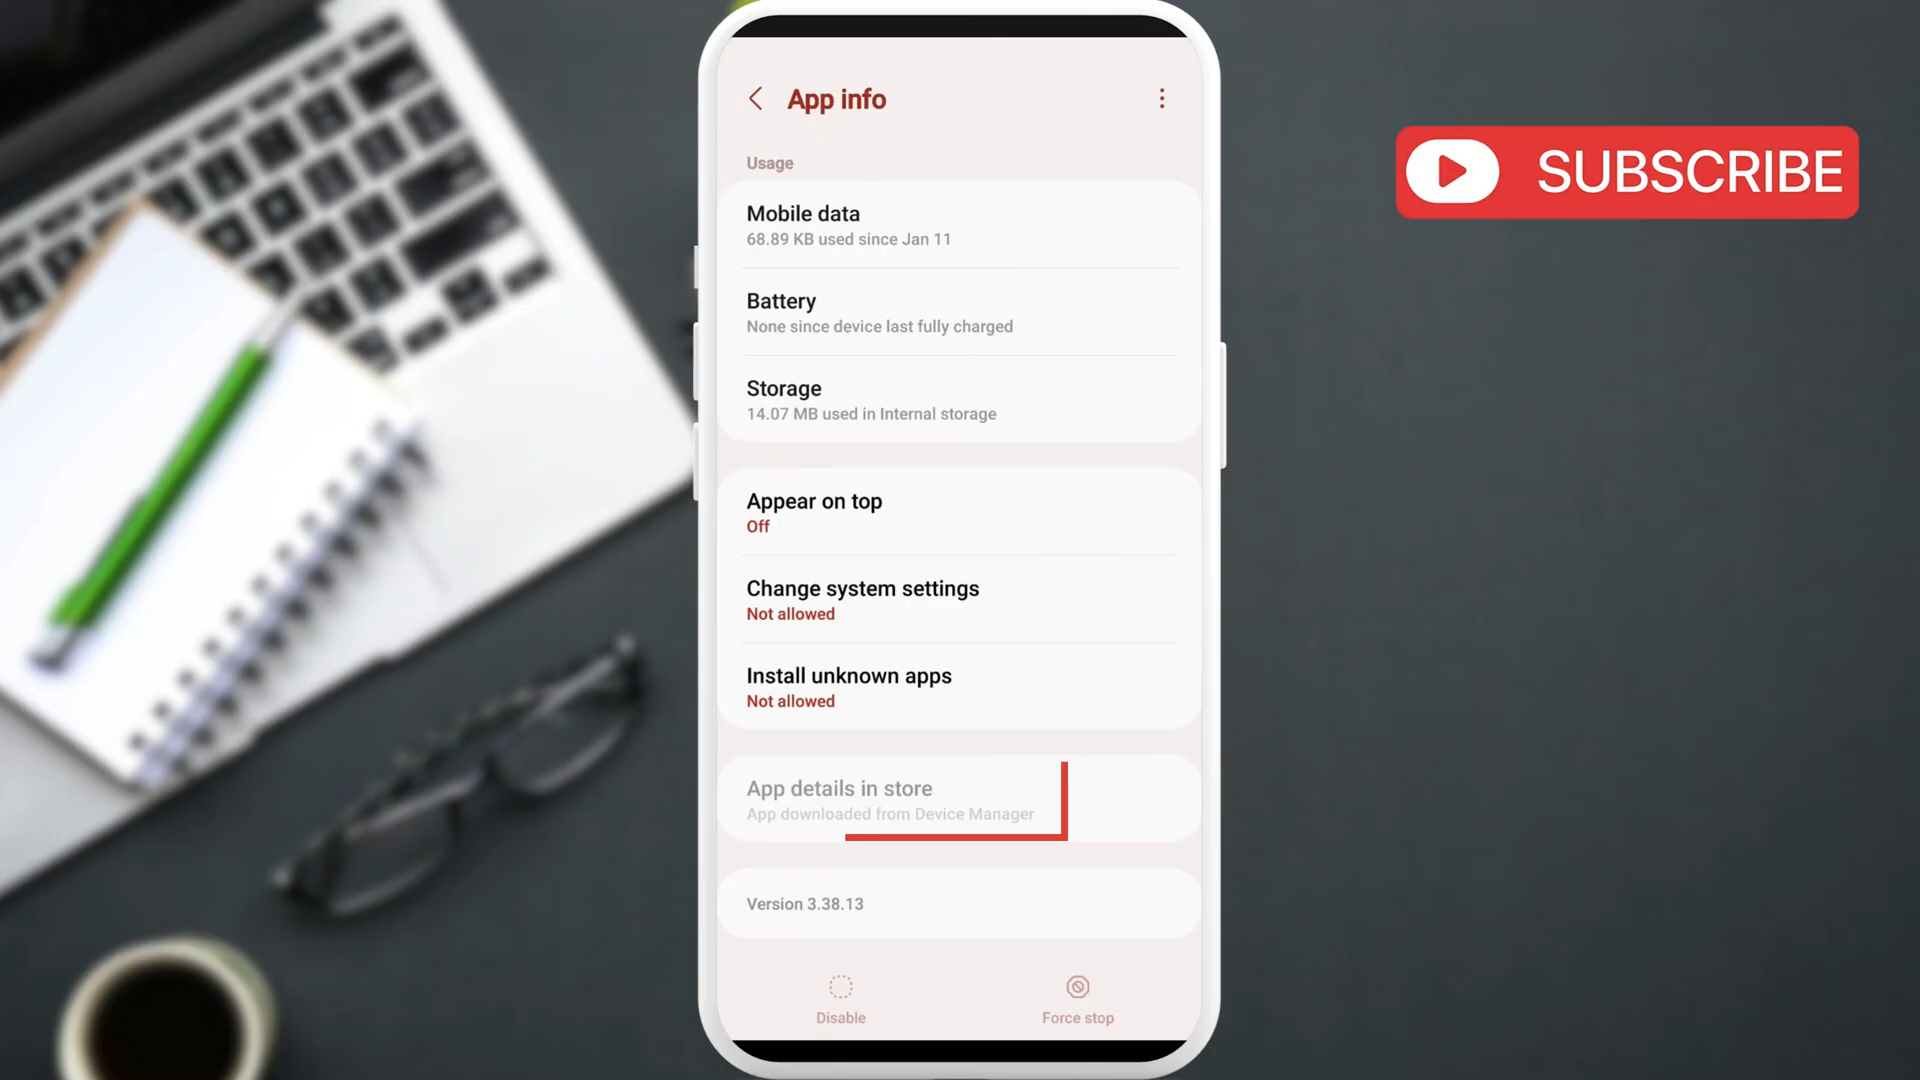 App info
SUBSCRIBE
Usage
Mobile data
68.89 KB used since Jan 11
Battery
None since device last fully charged
Storage
14.07 MB used in Internal storage
Appear on top
Off
Change system settings
Not allowed
Install unknown apps
Not allowed
App details in store
App downloaded from Device Manager
Version 3.38.13
Disable
Force stop